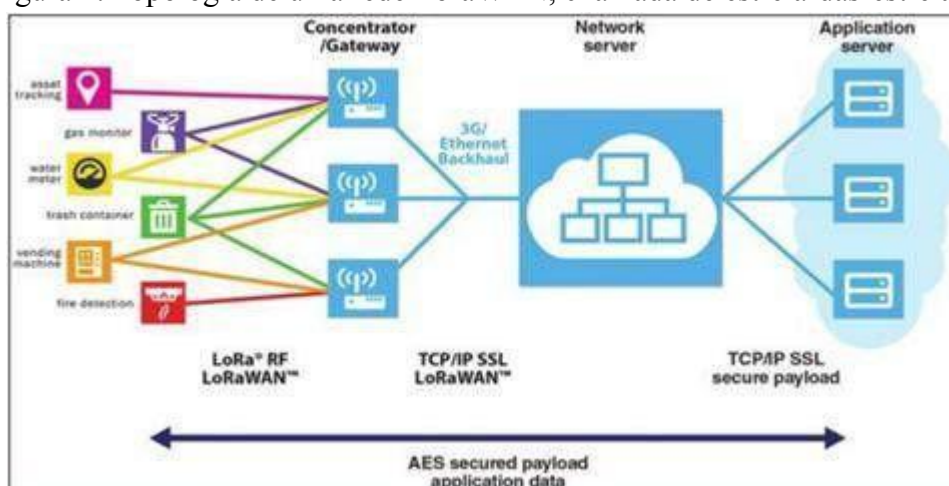 Concentrator
/Gateway
Network
server
Application
server
asset
tracking
gas monitor
water
meter
trash container
vending
machine
fire detection
3G/
Ethernet
Backhaul
LoRa® RF
LoRaWAN™
TCP/IP SSL
LoRaWAN™
TCP/IP SSL
secure payload
AES secured payload
application data